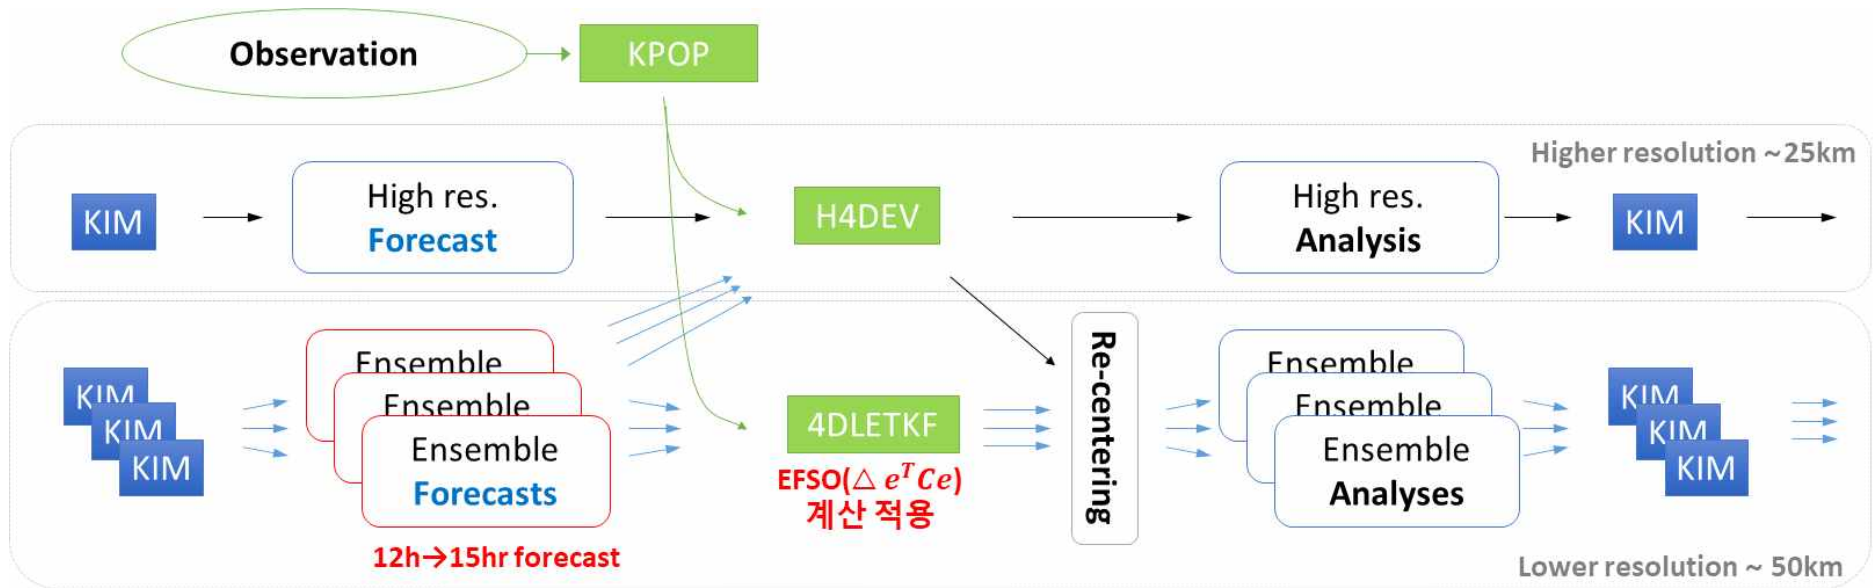 Observation
KPOP
Higher resolution ~25km
KIM
High res.
Forecast
H4DEV
High res.
Analysis
KIM
KIM
KIM
KIM
Ensemble
Ensemble
Ensemble
Forecasts
12h→15hr forecast
4DLETKF
EFSO(△ e^T Ce)
계산 적용
Re-centering
Ensemble
Ensemble
Ensemble
Analyses
KIM
KIM
KIM
Lower resolution ~ 50km